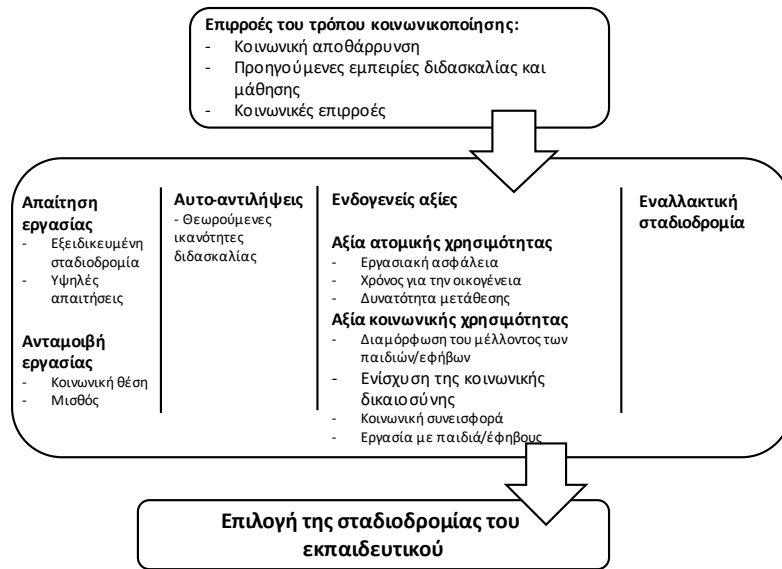 Επιρροές του τρόπου κοινωνικοποίησης:
- Κοινωνική αποθάρρυνση
- Προηγούμενες εμπειρίες διδασκαλίας και
μάθησης
- Κοινωνικές επιρροές
Απαίτηση
εργασίας
- Εξειδικευμένη
σταδιοδρομία
- Υψηλές
απαιτήσεις
Ανταμοιβή
εργασίας
- Κοινωνική θέση
- Μισθός
Αυτο-αντιλήψεις
- Θεωρούμενες
ικανότητες
διδασκαλίας
Ενδογενείς αξίες
Αξία ατομικής χρησιμότητας
- Εργασιακή ασφάλεια
- Χρόνος για την οικογένεια
- Δυνατότητα μετάθεσης
Αξία κοινωνικής χρησιμότητας
- Διαμόρφωση του μέλλοντος των
παιδιών/εφήβων
- Ενίσχυση της κοινωνικής
δικαιοσύνης
- Κοινωνική συνεισφορά
- Εργασία με παιδιά/έφηβους
Εναλλακτική
σταδιοδρομία
Επιλογή της σταδιοδρομίας του
εκπαιδευτικού